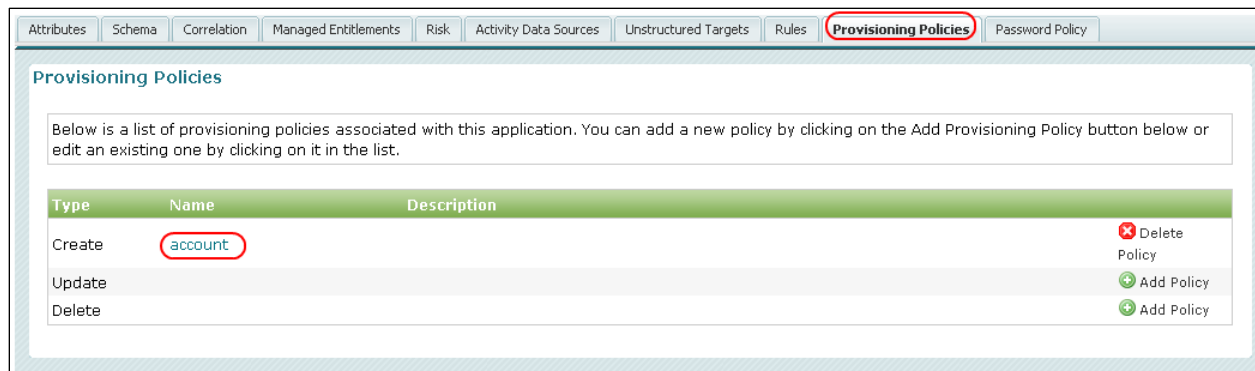 Attributes Schema Correlation Managed Entitlements Risk Activity Data Sources Unstructured Targets Rules Provisioning Policies Password Policy
Provisioning Policies
Below is a list of provisioning policies associated with this application. You can add a new policy by clicking on the Add Provisioning Policy button below or
edit an existing one by clicking on it in the list.
Type Name Description
Create account Delete
Policy
Update Add Policy
Delete Add Policy